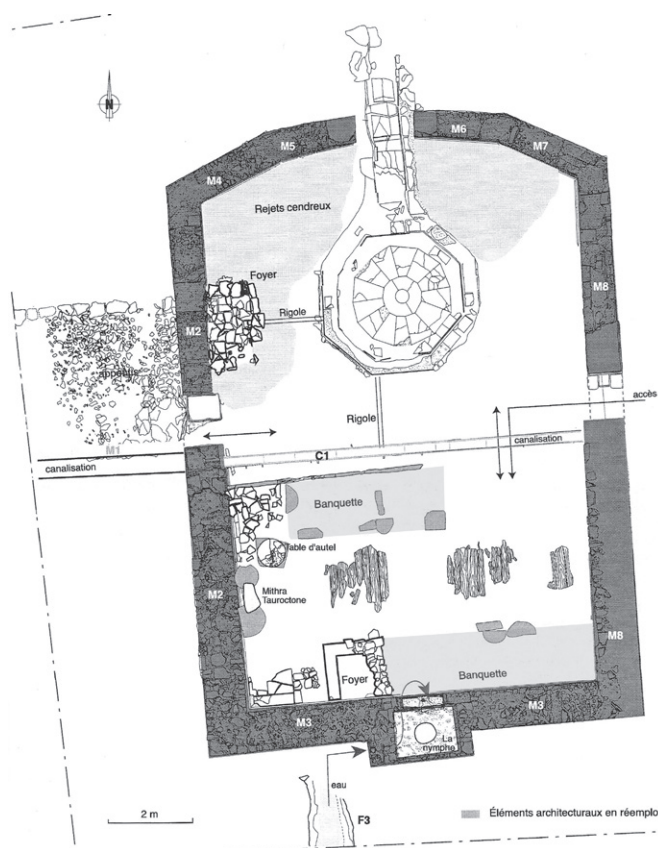 N
M6
M5
M7
M4
Rejets cendreux
Foyer
M8
Rigole
M2
appentis
accès
Rigole
M1
canalisation
C1
canalisation
Banquette
Table d'autel
Mithra
Tauroctone
M2
M8
Foyer
Banquette
M3
M3
La
nymphe
eau
2 m
F3
Éléments architecturaux en réemploi